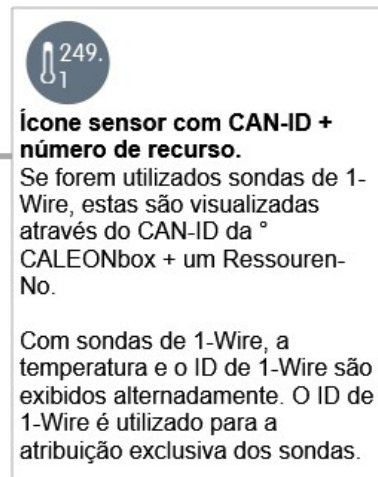 249.
1
Ícone sensor com CAN-ID +
número de recurso.
Se forem utilizados sondas de 1-
Wire, estas são visualizadas
através do CAN-ID da °
CALEONbox + um Ressouren-
No.
Com sondas de 1-Wire, a
temperatura e o ID de 1-Wire são
exibidos alternadamente. O ID de
1-Wire é utilizado para a
atribuição exclusiva dos sondas.